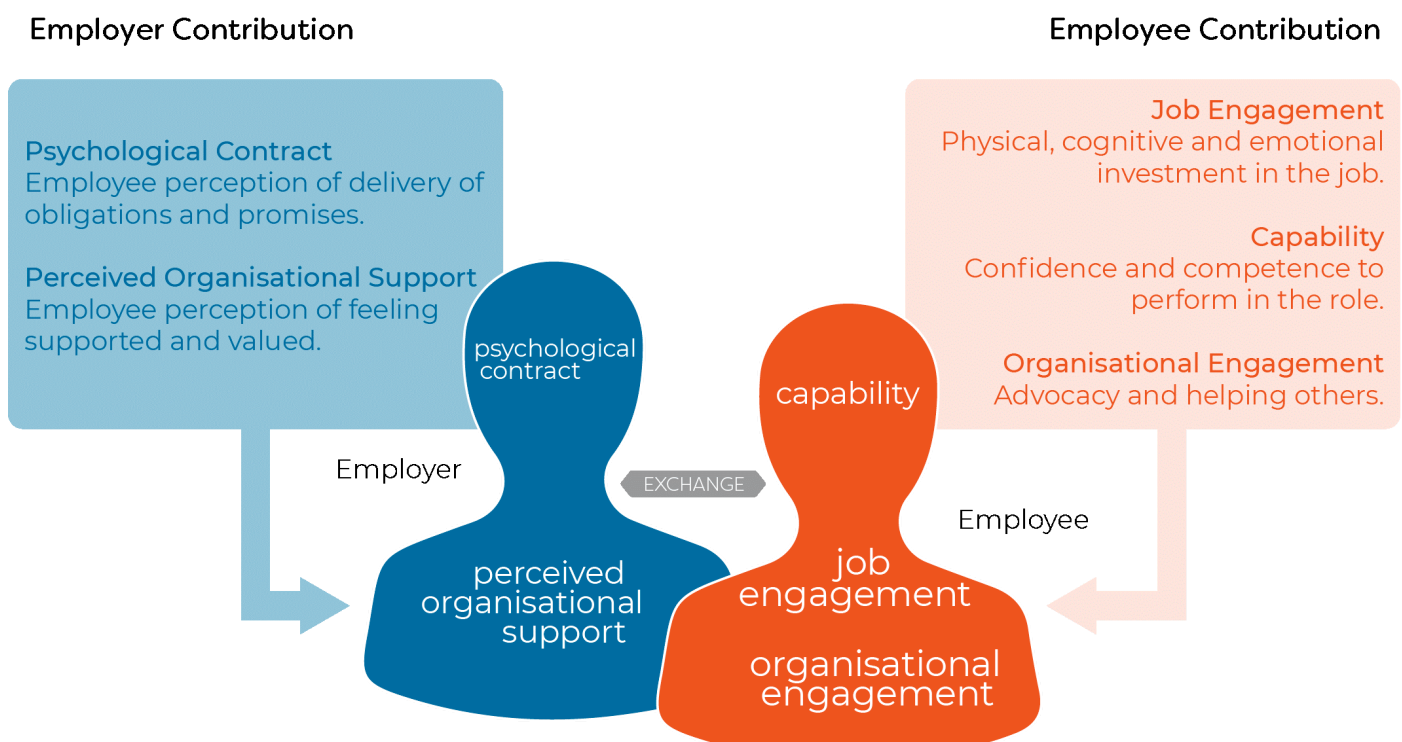 Employer Contribution
Employee Contribution
Psychological Contract
Employee perception of delivery of
obligations and promises.
Perceived Organisational Support
Employee perception of feeling
supported and valued.
Job Engagement
Physical, cognitive and emotional
investment in the job.
Capability
Confidence and competence to
perform in the role.
Organisational Engagement
Advocacy and helping others.
psychological
contract
capability
Employer
EXCHANGE
Employee
perceived
organisational
support
job
engagement
organisational
engagement